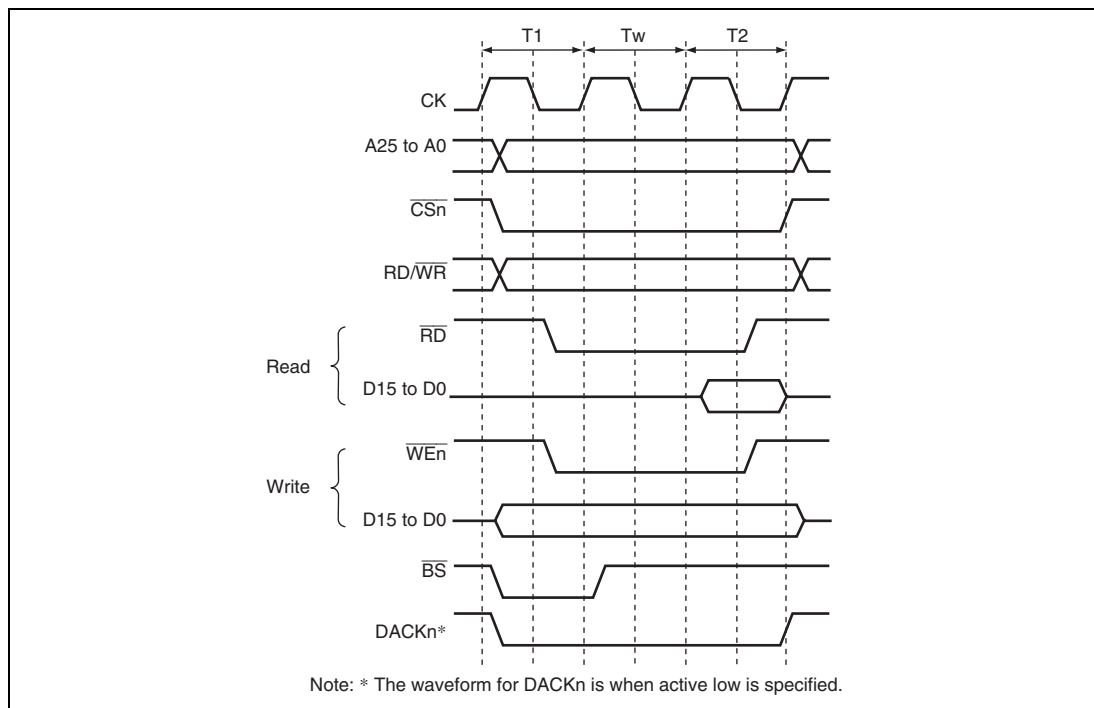 T1 Tw T2
CK
A25 to A0
CSn
RD/WR
RD
Read
D15 to D0
WEn
Write
D15 to D0
BS
DACKn*
Note: * The waveform for DACKn is when active low is specified.